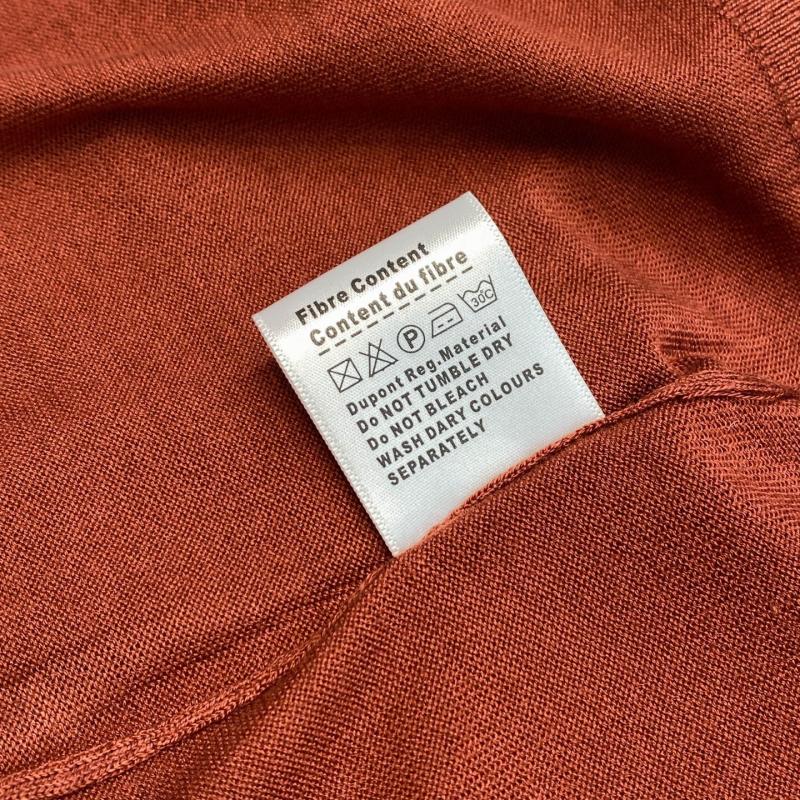 Fibre Content
Content du fibre
P 30C
Dupont Reg.Material
Do NOT TUMBLE DRY
Do NOT BLEACH
WASH DARY COLOURS
SEPARATELY